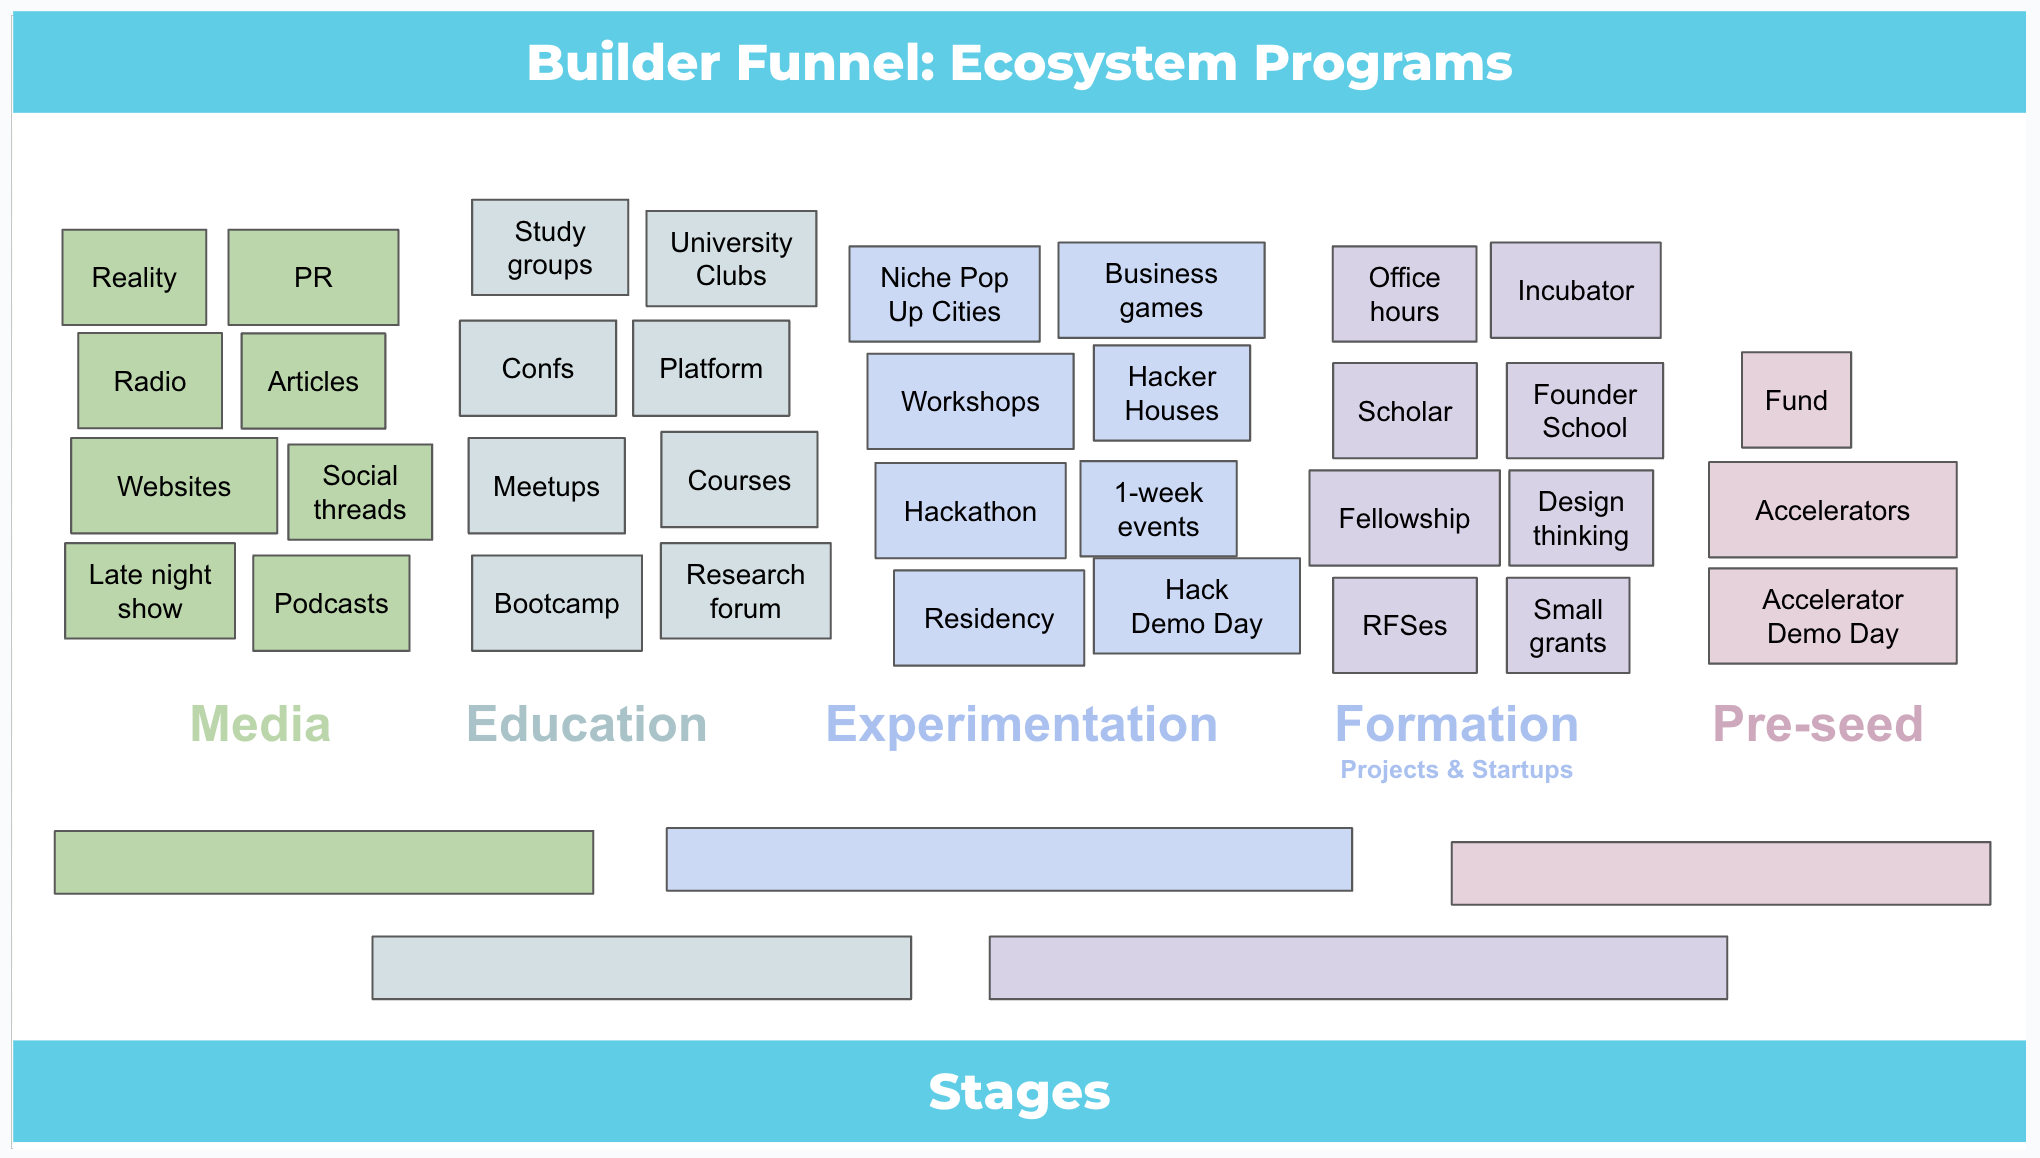 Builder Funnel: Ecosystem Programs
Reality
PR
Radio
Articles
Websites
Social
threads
Late night
show
Podcasts
Media
Study
groups
University
Clubs
Confs
Platform
Meetups
Courses
Bootcamp
Research
forum
Education
Niche Pop
Up Cities
Business
games
Workshops
Hacker
Houses
Hackathon
1-week
events
Residency
Hack
Demo Day
Experimentation
Office
hours
Incubator
Scholar
Founder
School
Fellowship
Design
thinking
RFSes
Small
grants
Formation
Projects & Startups
Fund
Accelerators
Accelerator
Demo Day
Pre-seed
Stages